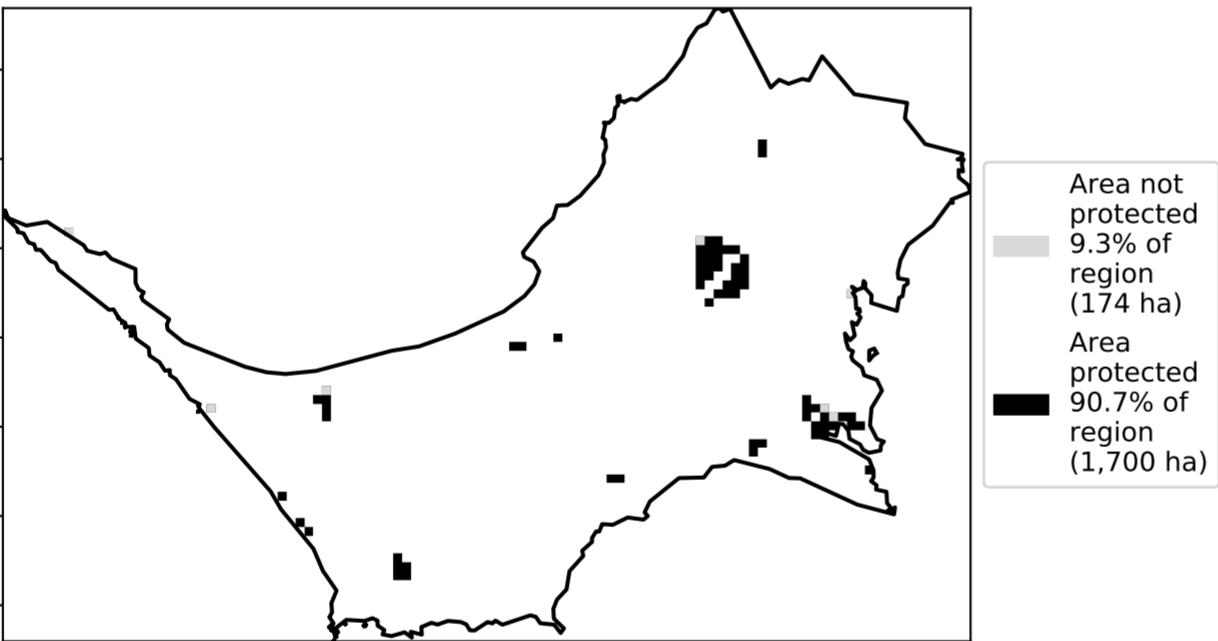 Area not
protected
9.3% of
region
(174 ha)
Area
protected
90.7% of
region
(1,700 ha)